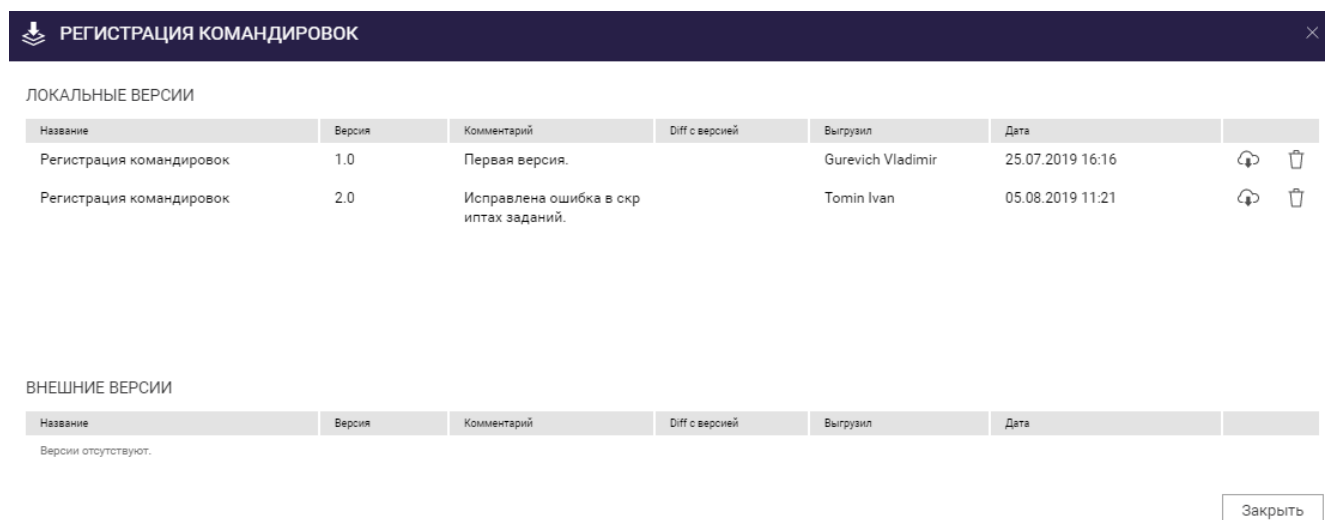 РЕГИСТРАЦИЯ КОМАНДИРОВОК
ЛОКАЛЬНЫЕ ВЕРСИИ
Название Версия Комментарий Diff с версией Выгрузил Дата
Регистрация командировок 1.0 Первая версия. Gurevich Vladimir 25.07.2019 16:16
Регистрация командировок 2.0 Исправлена ошибка в скр Tomin Ivan 05.08.2019 11:21
иптах заданий.
ВНЕШНИЕ ВЕРСИИ
Название Версия Комментарий Diff с версией Выгрузил Дата
Версии отсутствуют.
Закрыть